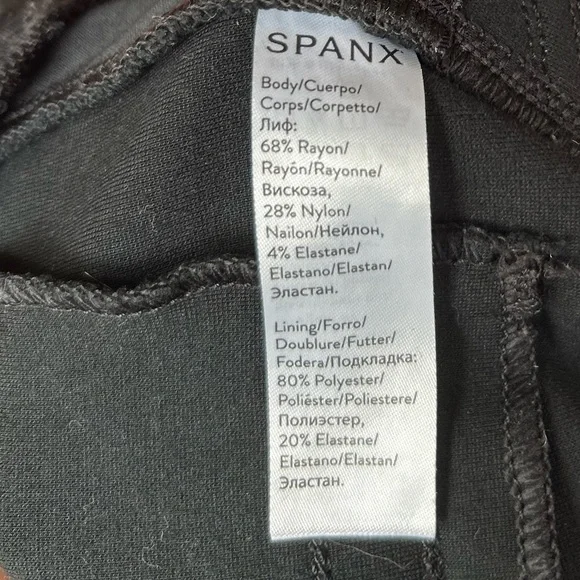 SPANX
Body/Cuerpo/
Corps/Corpetto/
Лиф:
68% Rayon/
Rayón/Rayonne/
Вискоза,
28% Nylon/
Nailon/Нейлон,
4% Elastane/
Elastano/Elastan/
Эластан.
Lining/Forro/
Doublure/Futter/
Fodera/Подкладка:
80% Polyester/
Poliéster/Poliestere/
Полиэстер,
20% Elastane/
Elastano/Elastan/
Эластан.